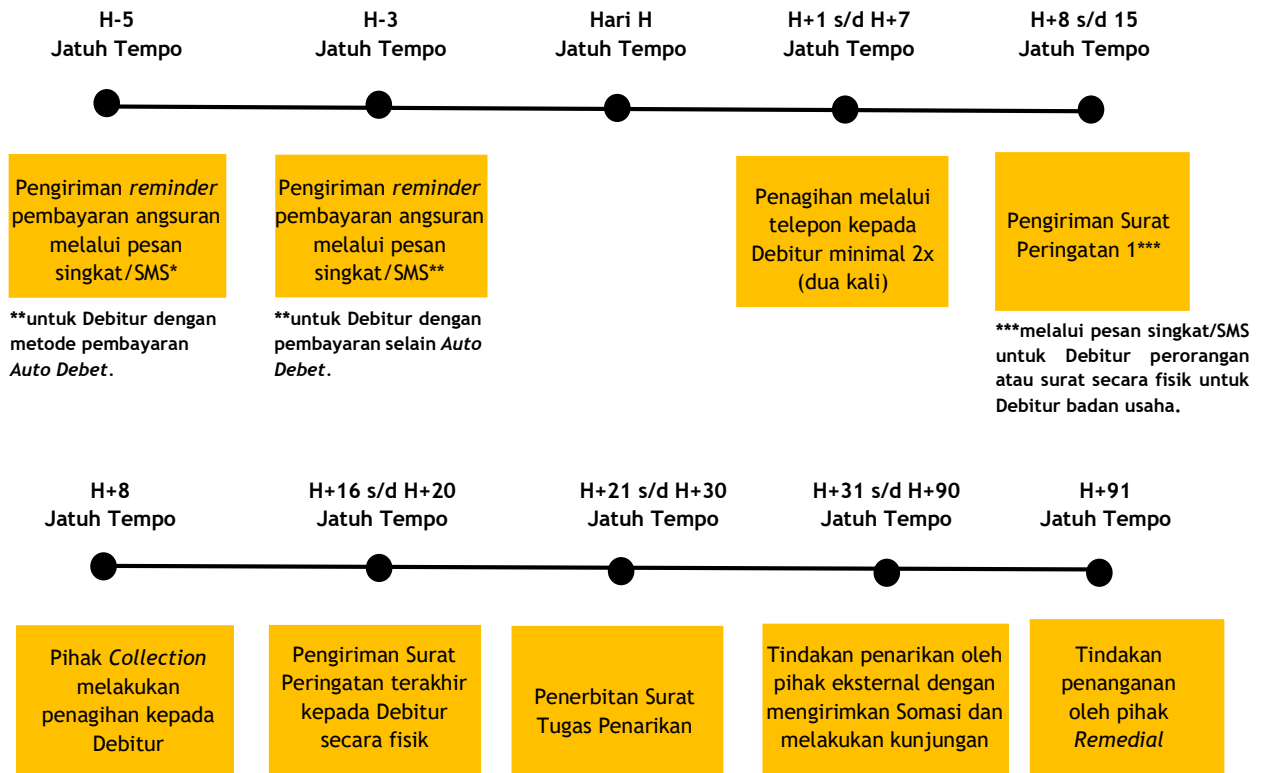 H-5
Jatuh Tempo
H-3
Jatuh Tempo
Hari H
Jatuh Tempo
H+1 s/d H+7
Jatuh Tempo
H+8 s/d 15
Jatuh Tempo
Pengiriman reminder
pembayaran angsuran
melalui pesan
singkat/SMS*
**untuk Debitur dengan
metode pembayaran
Auto Debet.
Pengiriman reminder
pembayaran angsuran
melalui pesan
singkat/SMS**
**untuk Debitur dengan
pembayaran selain Auto
Debet.
Penagihan melalui
telepon kepada
Debitur minimal 2x
(dua kali)
Pengiriman Surat
Peringatan 1***
***melalui pesan singkat/SMS
untuk Debitur perorangan
atau surat secara fisik untuk
Debitur badan usaha.
H+8
Jatuh Tempo
H+16 s/d H+20
Jatuh Tempo
H+21 s/d H+30
Jatuh Tempo
H+31 s/d H+90
Jatuh Tempo
H+91
Jatuh Tempo
Pihak Collection
melakukan
penagihan kepada
Debitur
Pengiriman Surat
Peringatan terakhir
kepada Debitur
secara fisik
Penerbitan Surat
Tugas Penarikan
Tindakan penarikan oleh
pihak eksternal dengan
mengirimkan Somasi dan
melakukan kunjungan
Tindakan
penanganan
oleh pihak
Remedial